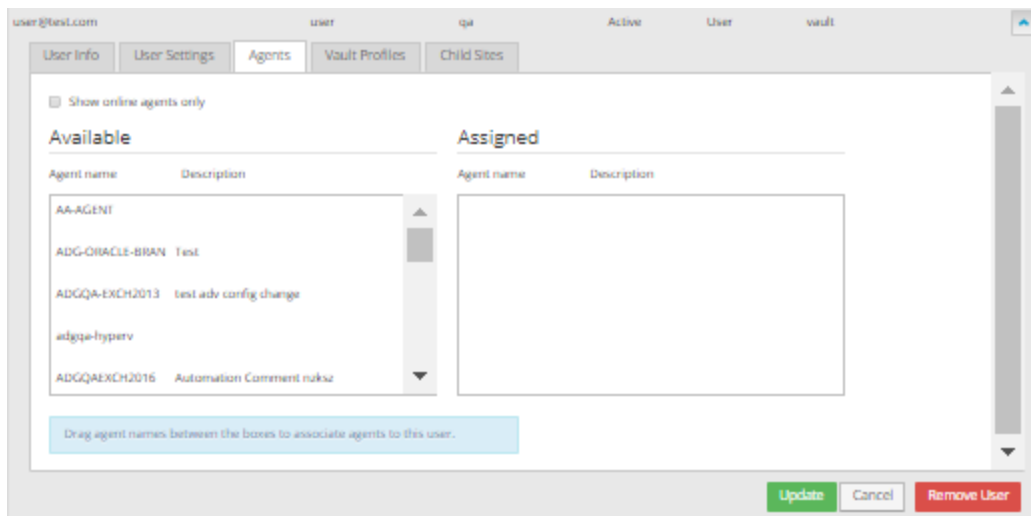 user@test.com user qa Active User vault
User Info User Settings Agents Vault Profiles Child Sites
Show online agents only
Available Assigned
Agent name Description Agent name Description
AA-AGENT
ADG-ORACLE-BRAN Test
ADGQA-EXCH2013 test adv config change
adgqa-hyperv
ADGQAEXCH2016 Automation Comment ruksz
Drag agent names between the boxes to associate agents to this user.
Update Cancel Remove User